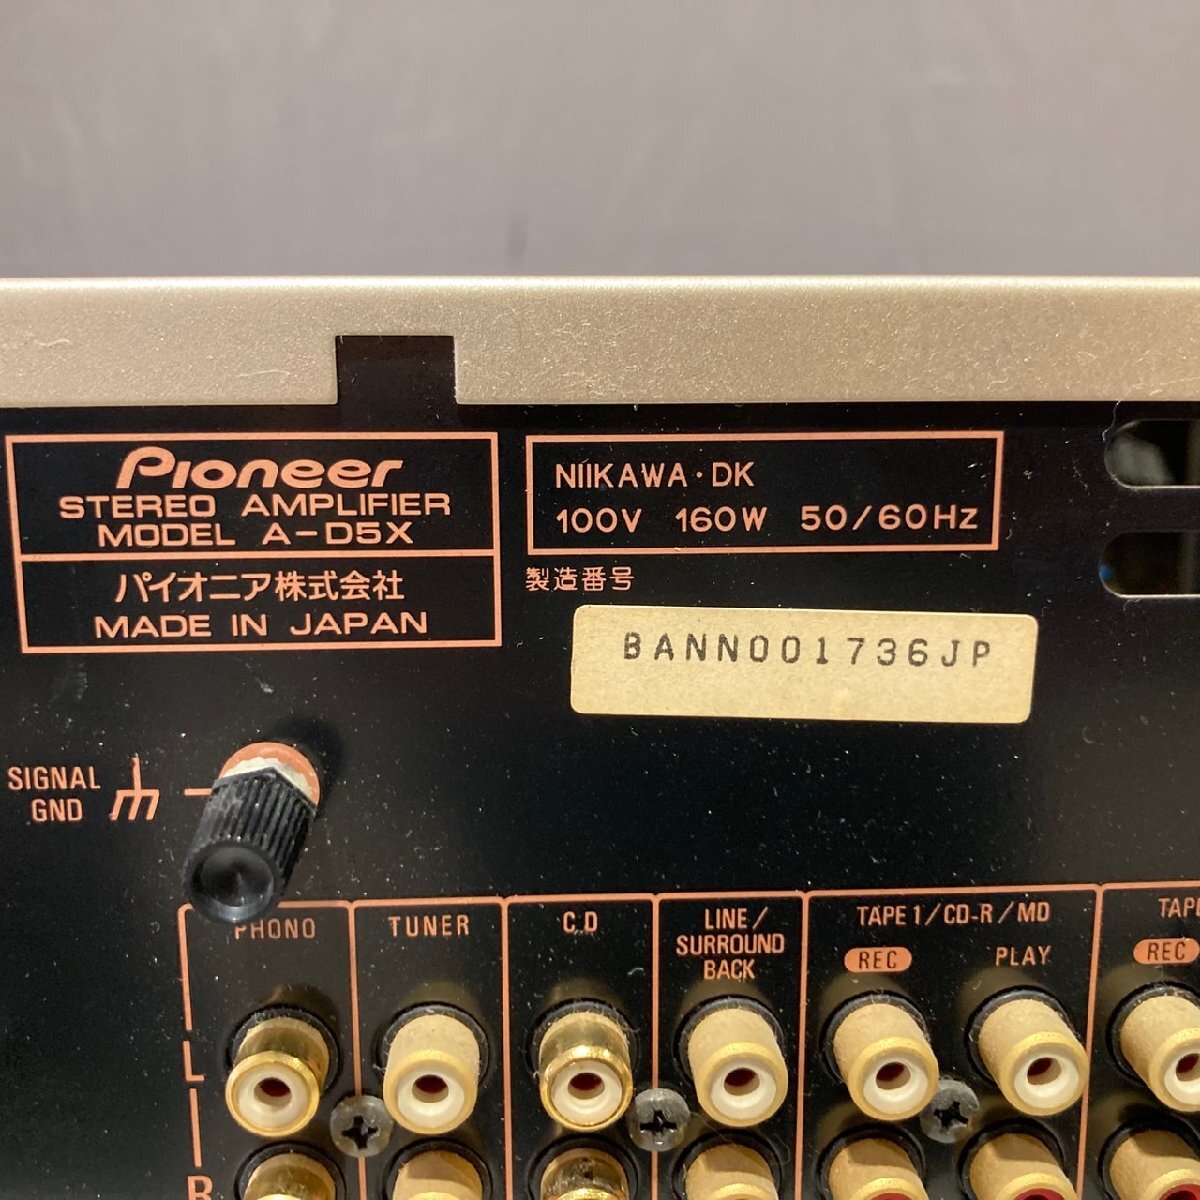 Pioneer
STEREO AMPLIFIER
MODEL A-D5X
パイオニア株式会社
MADE IN JAPAN
NIIKAWA・DK
100V 160W 50/60Hz
製造番号
BANN001736JP
SIGNAL
GND
PHONO
TUNER
CD
LINE/
SURROUND
BACK
TAPE1/CD-R/MD
REC
PLAY
TAPE
REC
L
R